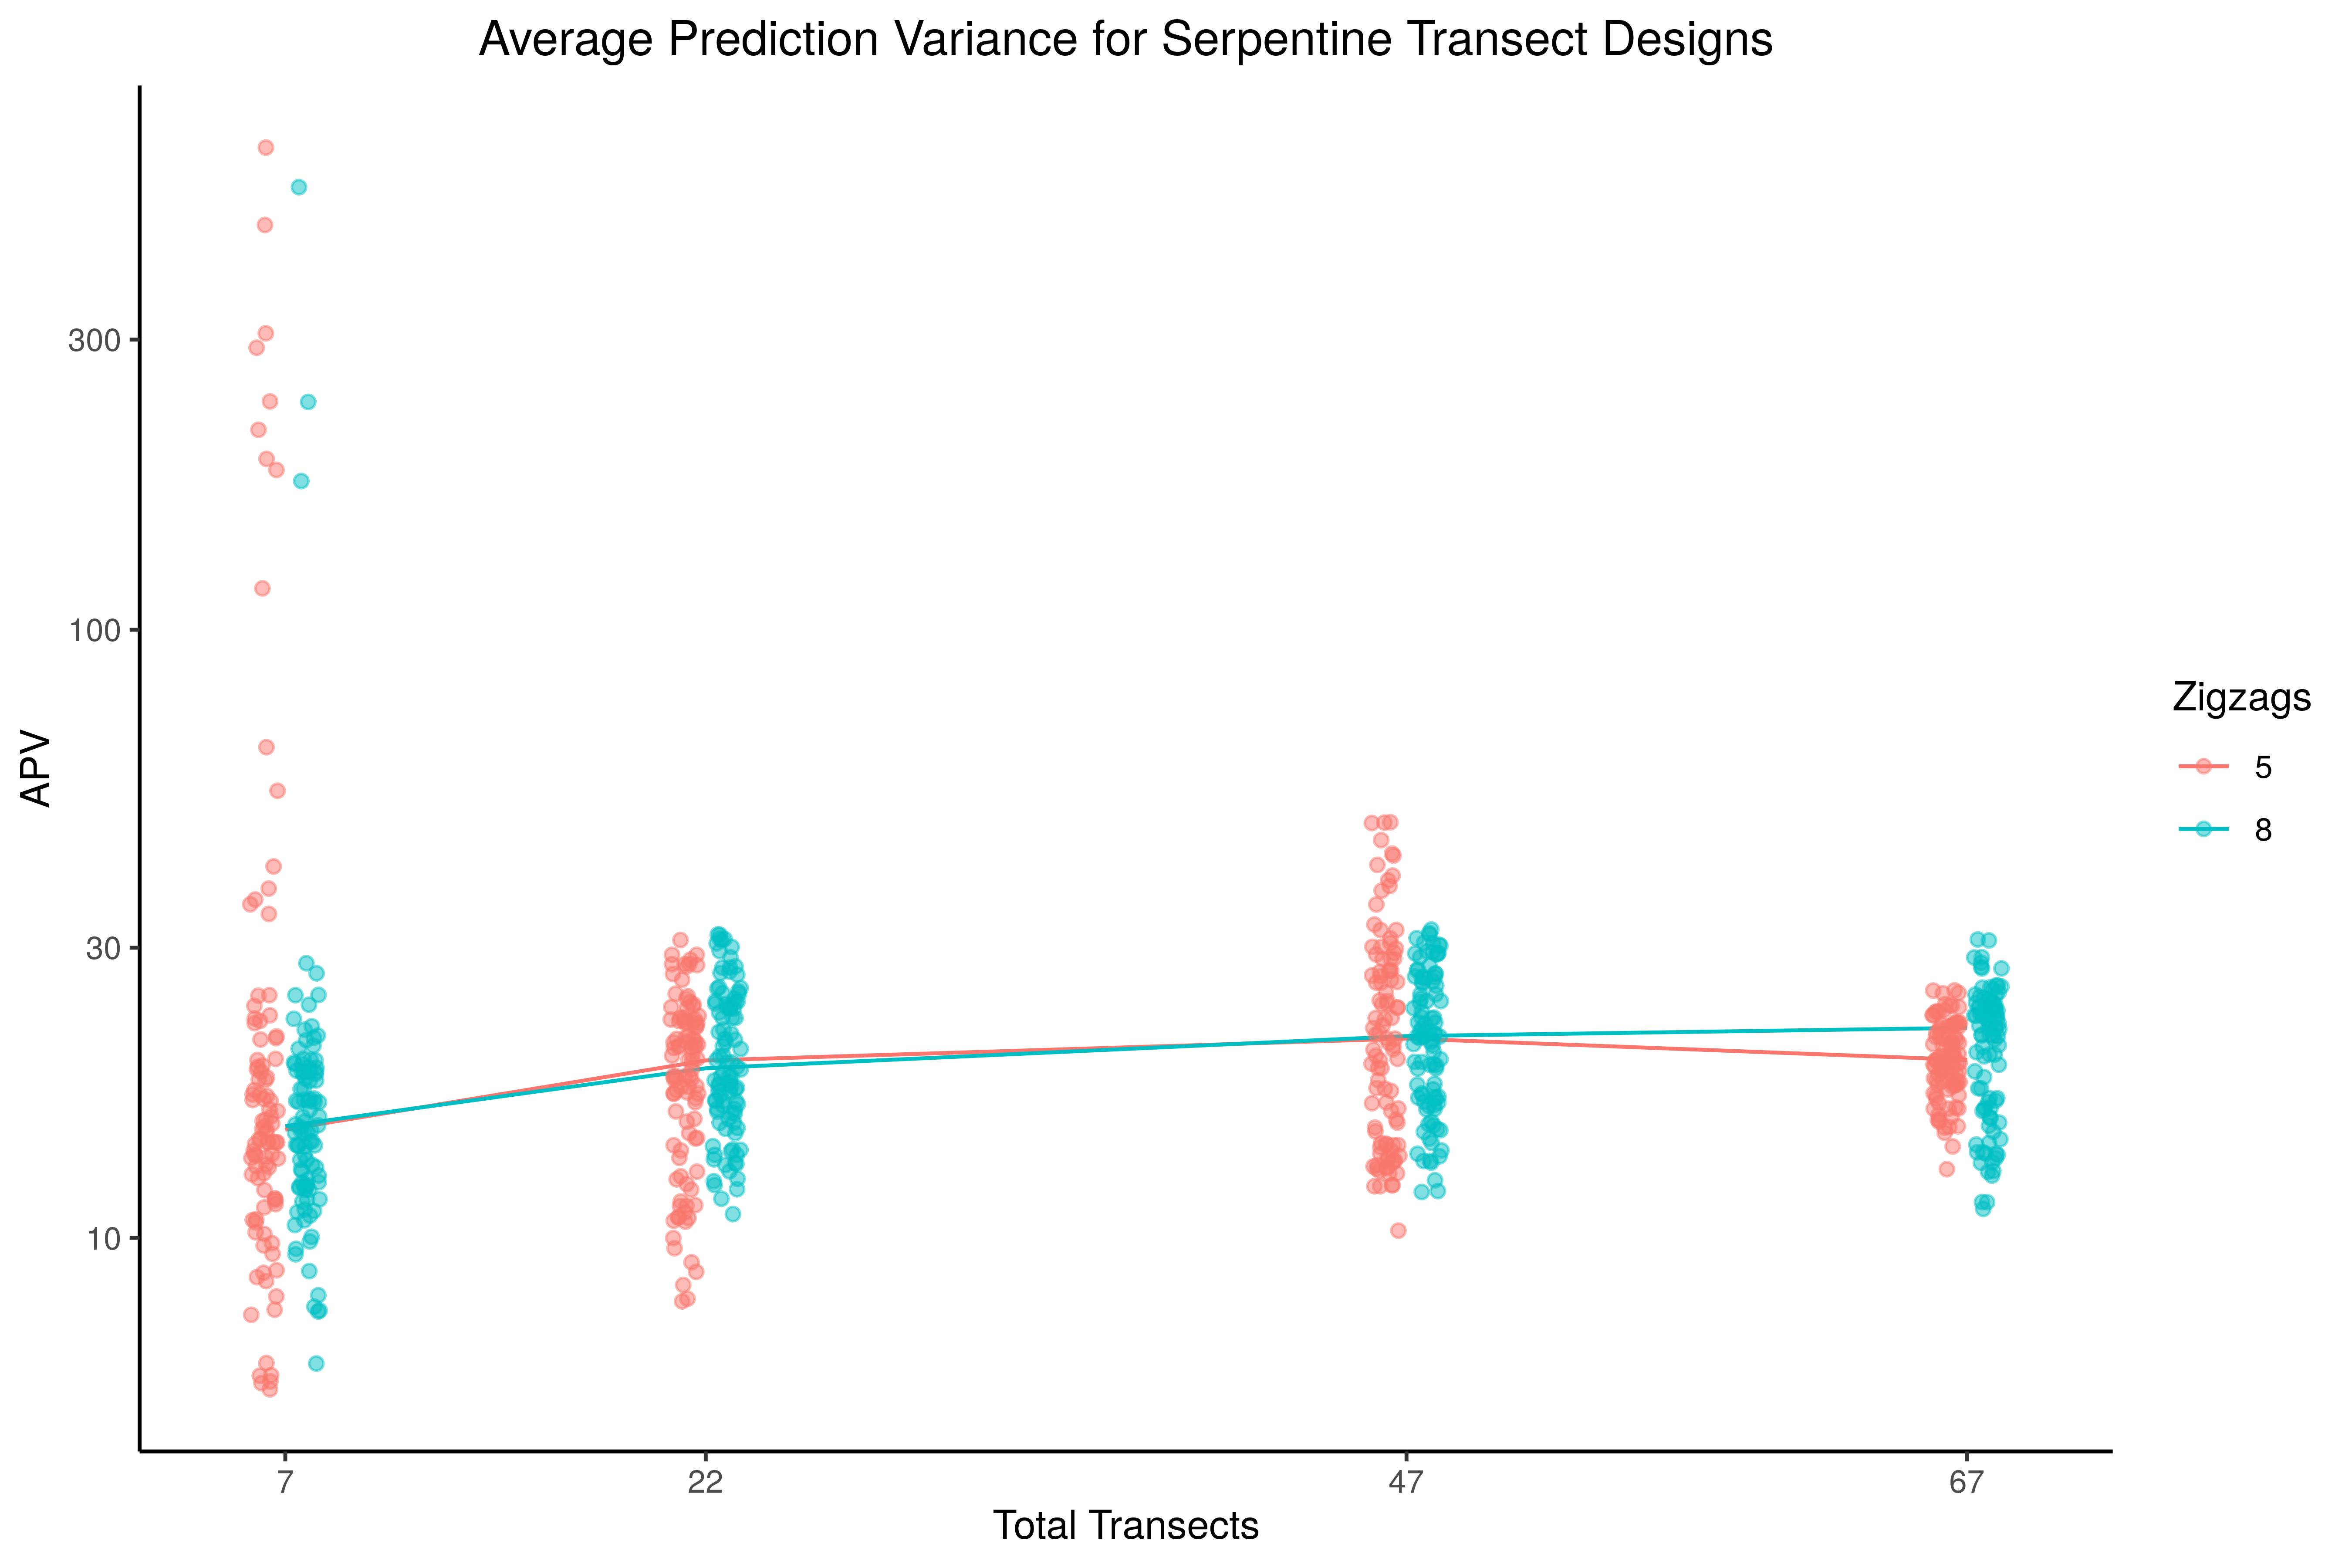 Average Prediction Variance for Serpentine Transect Designs
APV
300
100
30
10
7
22
47
67
Total Transects
Zigzags
5
8